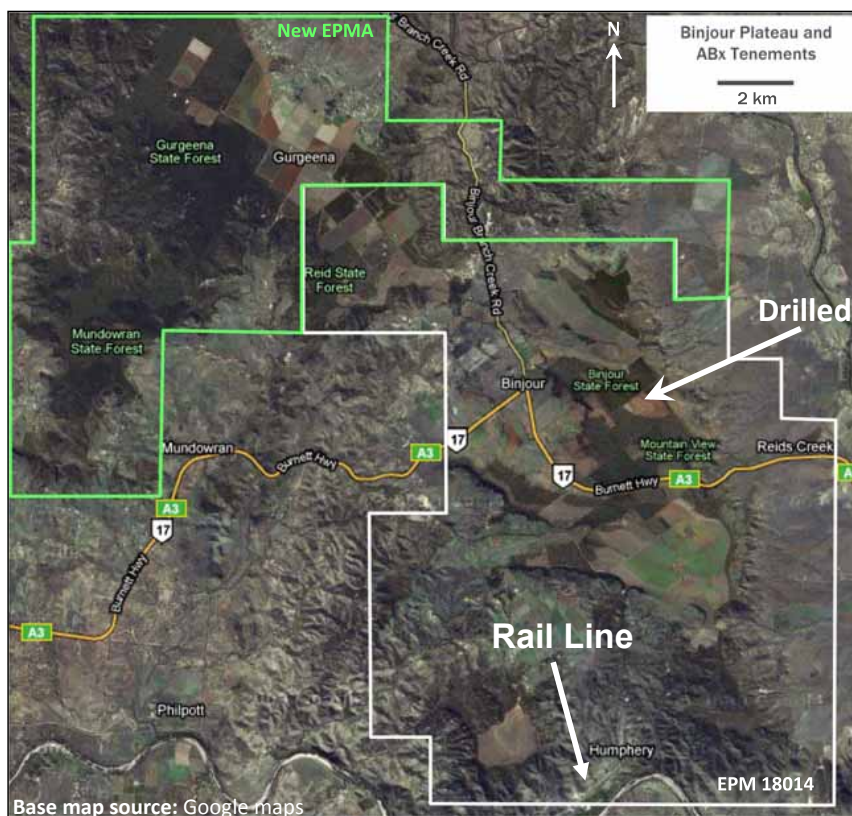 New EPMA
N
Binjour Plateau and
ABx Tenements
2 km
Branch Creek Rd
Gurgeena
State Forest
Gurgeena
Binjour Branch Creek Rd
Reid State
Forest
Drilled
Mundowran
State Forest
Binjour
Binjour
State Forest
Mundowran
17
A3
Burnett Hwy
Mountain View
State Forest
Reids Creek
17
Burnett Hwy
A3
A
A3
17
Burnett Hwy
A3
Rail Line
Philpott
Humphery
EPM 18014
Base map source: Google maps